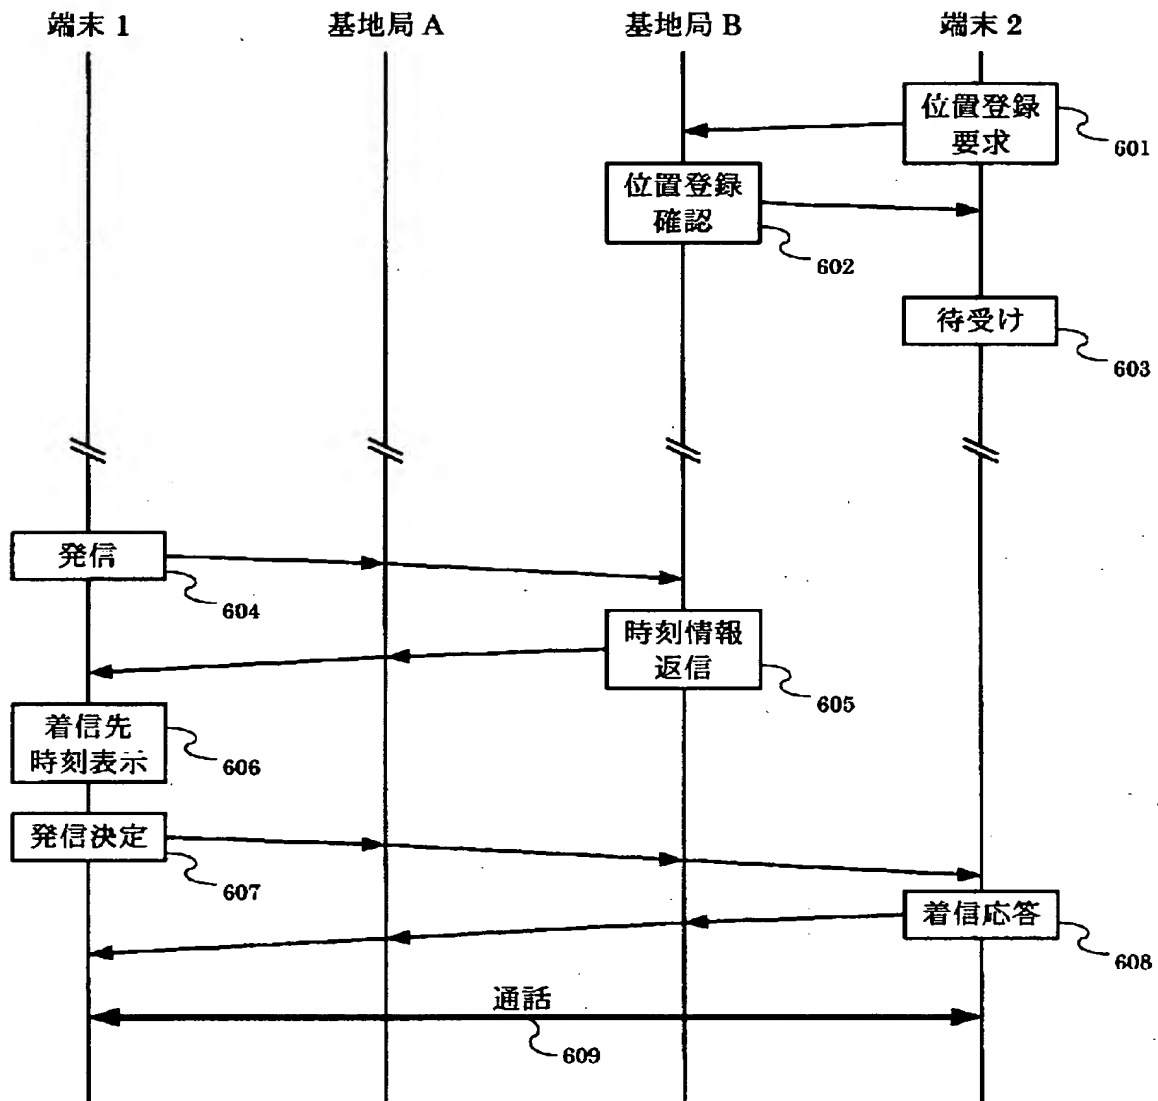 端末 1
基地局 A
基地局 B
端末 2
位置登録
要求
601
位置登録
確認
602
待受け
603
発信
604
時刻情報
返信
605
着信先
時刻表示
606
発信決定
607
着信応答
608
通話
609